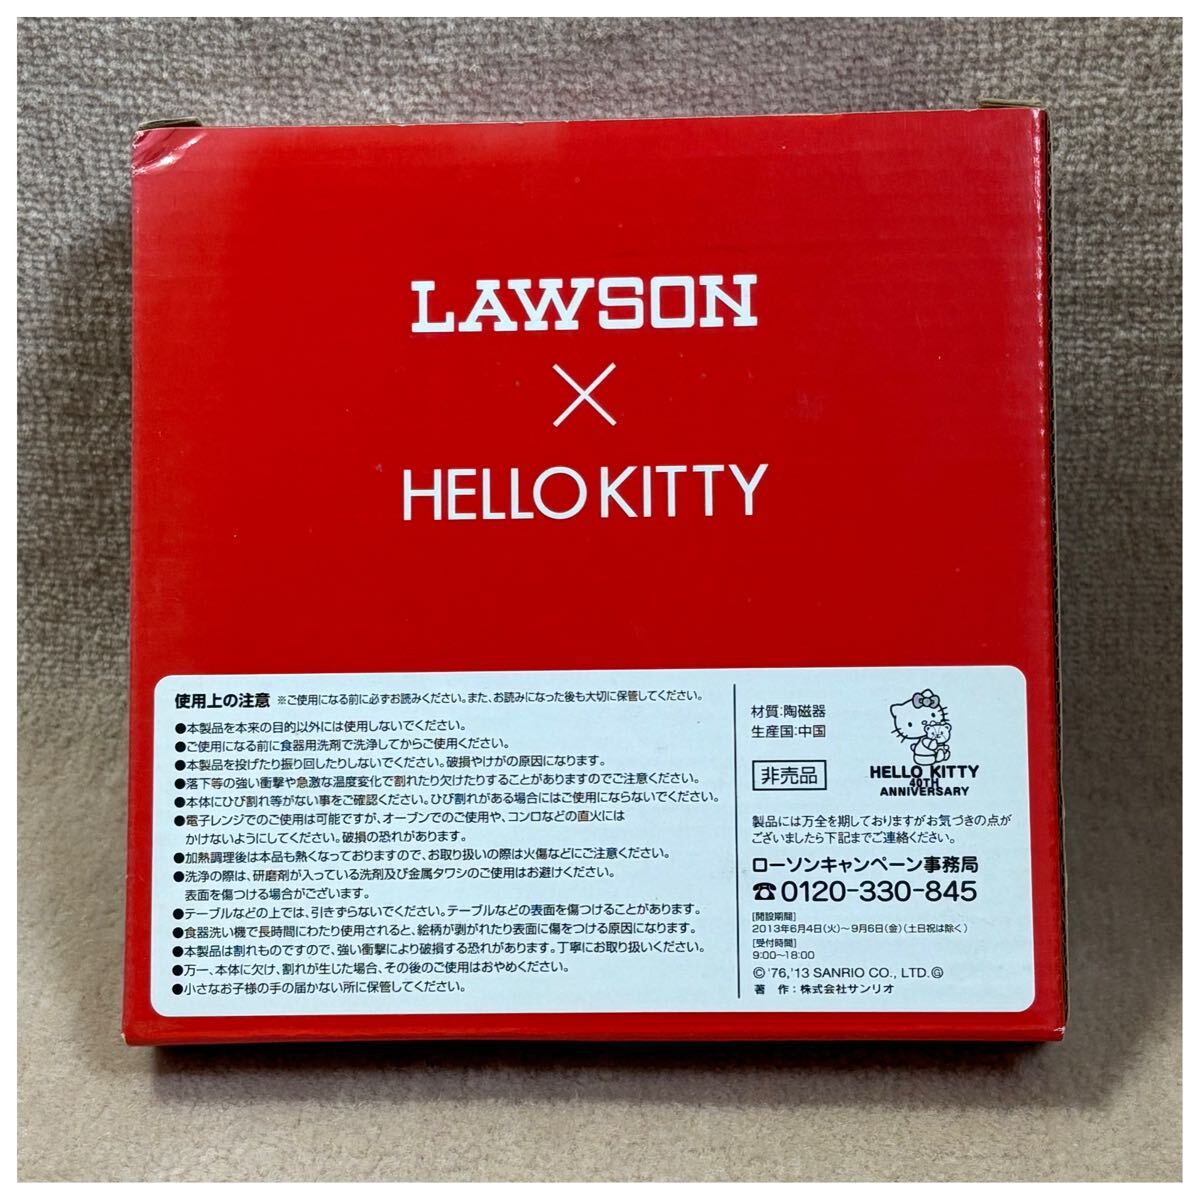 LAWSON
×
HELLO KITTY
使用上の注意 ※ご使用になる前に必ずお読みください。また、お読みになった後も大切に保管してください。
●本製品を本来の目的以外には使用しないでください。
●ご使用になる前に食器用洗剤で洗浄してからご使用ください。
●本製品を投げたり振り回したりしないでください。破損やけがの原因になります。
●落下等の強い衝撃や急激な温度変化で割れたり欠けたりすることがありますのでご注意ください。
●本体にひび割れ等がない事をご確認ください。ひび割れがある場合にはご使用にならないでください。
●電子レンジでのご使用は可能ですが、オーブンでのご使用や、コンロなどの直火には
かけないようにしてください。破損の恐れがあります。
●加熱調理後は本品も熱くなっておりますので、お取り扱いの際は火傷などにご注意ください。
●洗浄の際は、研磨剤が入っている洗剤及び金属タワシのご使用はお避けください。
表面を傷つける場合がございます。
●テーブルなどの上では、引きずらないでください。テーブルなどの表面を傷つけることがあります。
●食器洗い機で長時間にわたり使用されると、絵柄が剥がれたり表面に傷をつける原因になります。
●本製品は割れものですので、強い衝撃により破損する恐れがあります。丁寧にお取り扱いください。
●万一、本体に欠け、割れが生じた場合、その後のご使用はおやめください。
●小さなお子様の手の届かない所に保管してください。
材質:陶磁器
生産国:中国
非売品
HELLO KITTY
40TH
ANNIVERSARY
製品には万全を期しておりますがお気づきの点が
ございましたら下記までご連絡ください。
ローソンキャンペーン事務局
☎0120-330-845
[開設期間]
2013年6月4日(火)～9月6日(金)(土日祝は除く)
[受付時間]
9:00～18:00
©'76,'13 SANRIO CO., LTD. Ⓖ
著 作:株式会社サンリオ